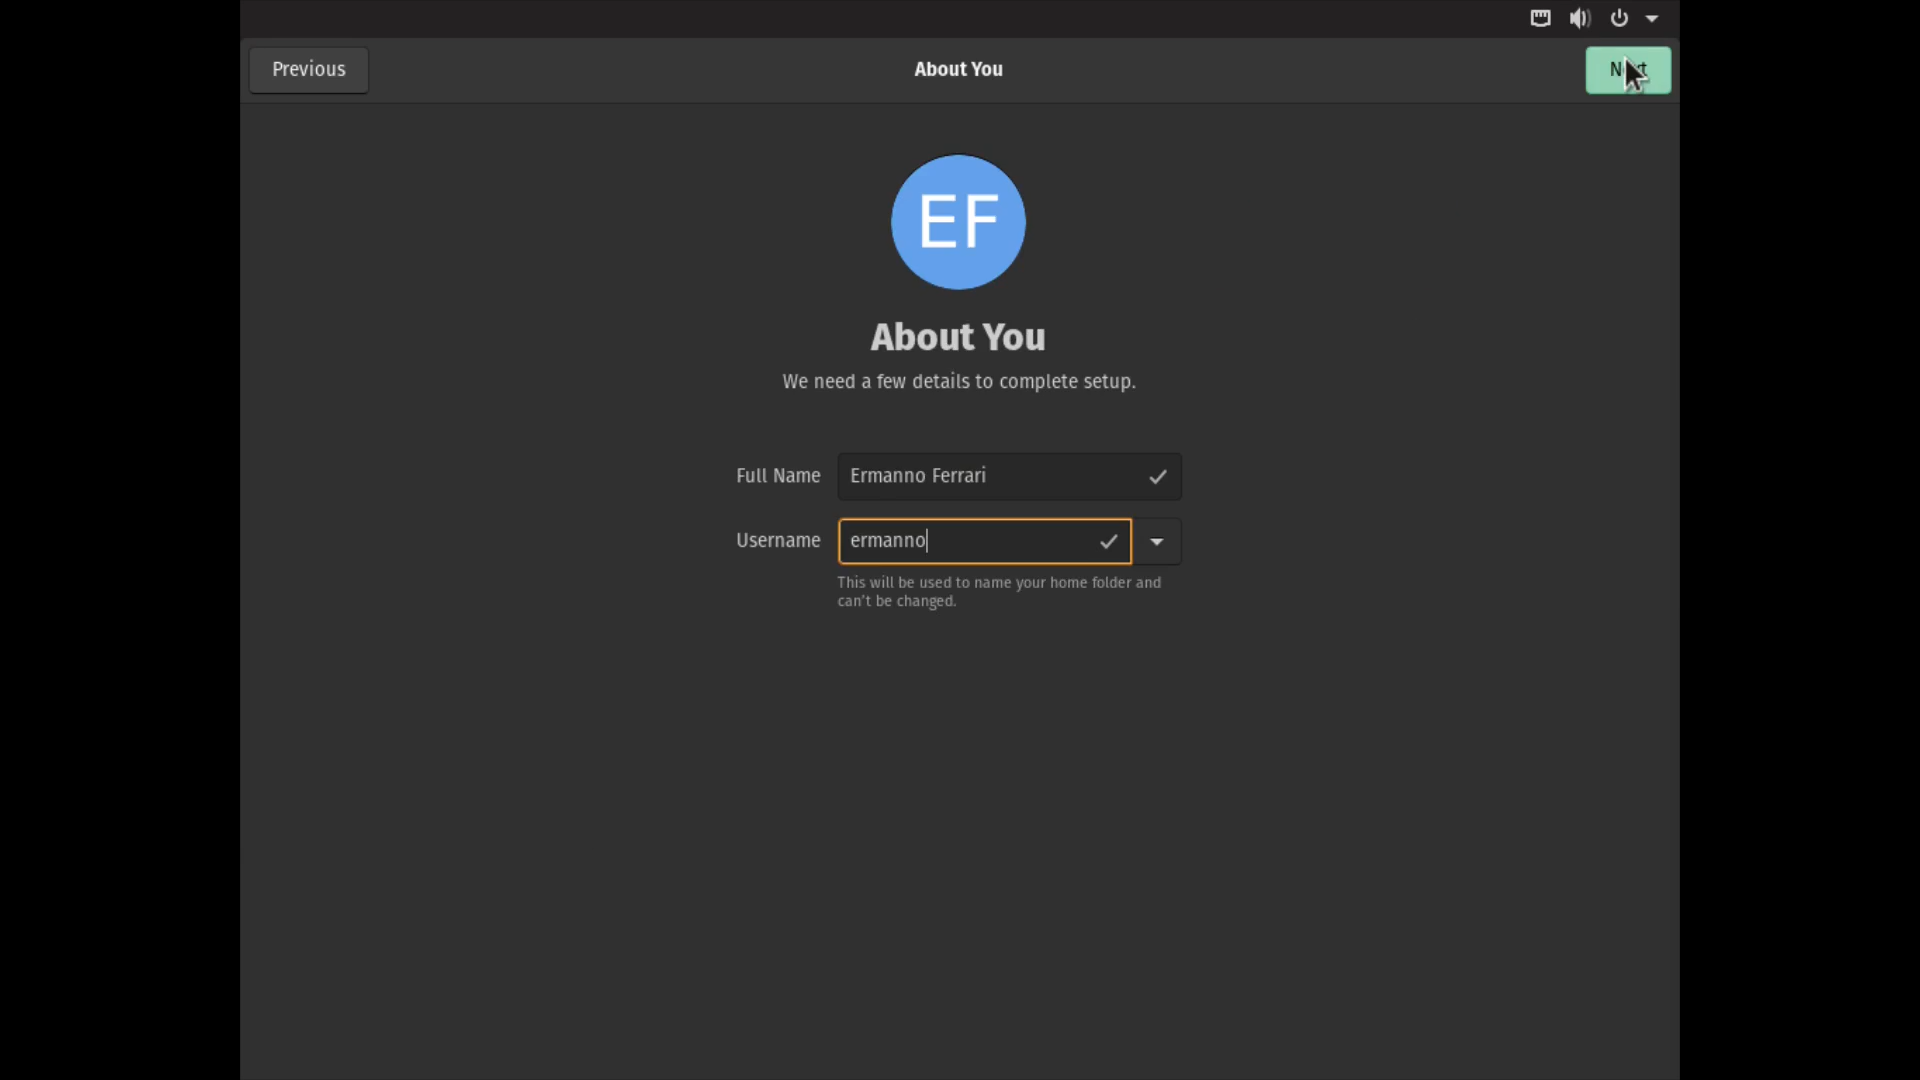 Previous
About You
EF
About You
We need a few details to complete setup.
Full Name
Ermanno Ferrari
Username
ermanno
This will be used to name your home folder and
can't be changed.